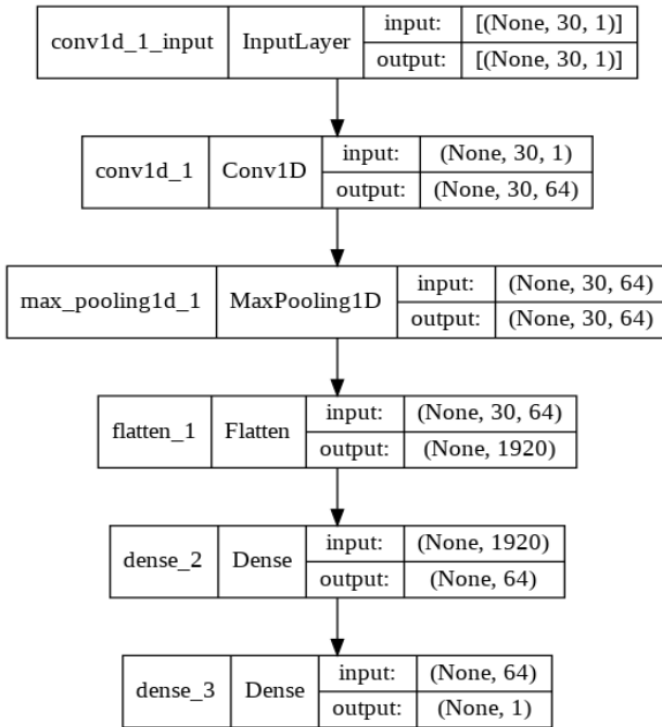 conv1d_1_input InputLayer input: [(None, 30, 1)]
output: [(None, 30, 1)]
conv1d_1 Conv1D input: (None, 30, 1)
output: (None, 30, 64)
max_pooling1d_1 MaxPooling1D input: (None, 30, 64)
output: (None, 30, 64)
flatten_1 Flatten input: (None, 30, 64)
output: (None, 1920)
dense_2 Dense input: (None, 1920)
output: (None, 64)
dense_3 Dense input: (None, 64)
output: (None, 1)